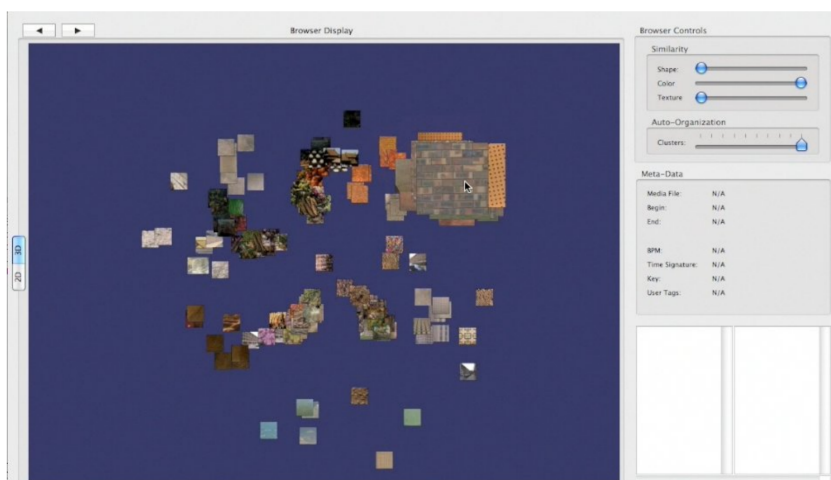 Browser Display
3D
2D
Browser Controls
Similarity
Shape:
Color
Texture
Auto-Organization
Clusters:
Meta-Data
Media File: N/A
Begin: N/A
End: N/A
BPM: N/A
Time Signature: N/A
Key: N/A
User Tags: N/A